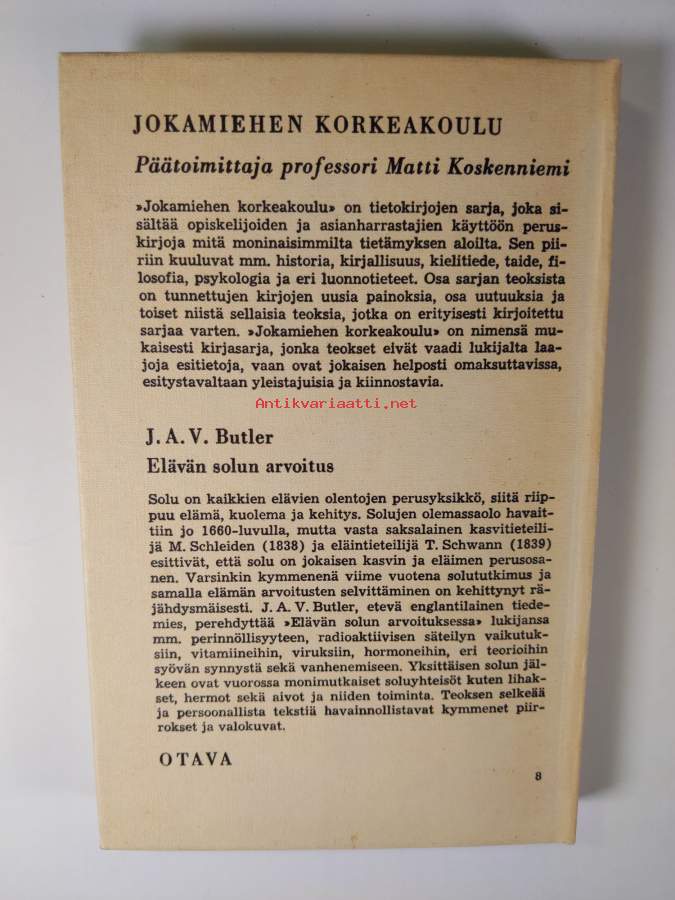 JOKAMIEHEN KORKEAKOULU
Päätoimittaja professori Matti Koskenniemi
»Jokamiehen korkeakoulu» on tietokirjojen sarja, joka si-
sältää opiskelijoiden ja asianharrastajien käyttöön perus-
kirjoja mitä moninaisimmilta tietämyksen aloilta. Sen pii-
riin kuuluvat mm. historia, kirjallisuus, kielitiede, taide, fi-
losofia, psykologia ja eri luonnotieteet. Osa sarjan teoksista
on tunnettujen kirjojen uusia painoksia, osa uutuuksia ja
toiset niistä sellaisia teoksia, jotka on erityisesti kirjoitettu
sarjaa varten. »Jokamiehen korkeakoulu» on nimensä mu-
kaisesti kirjasarja, jonka teokset eivät vaadi lukijalta laa-
joja esitietoja, vaan ovat jokaisen helposti omaksuttavissa,
esitystavaltaan yleistajuisia ja kiinnostavia.
Antikvariaatti.net
J. A. V. Butler
Elävän solun arvoitus
Solu on kaikkien elävien olentojen perusyksikkö, siitä riip-
puu elämä, kuolema ja kehitys. Solujen olemassaolo havait-
tiin jo 1660-luvulla, mutta vasta saksalainen kasvitieteili-
jä M. Schleiden (1838) ja eläintieteilijä T. Schwann (1839)
esittivät, että solu on jokaisen kasvin ja eläimen perusosa-
nen. Varsinkin kymmenenä viime vuotena solututkimus ja
samalla elämän arvoitusten selvittäminen on kehittynyt rä-
jähdysmäisesti. J. A. V. Butler, etevä englantilainen tiede-
mies, perehdyttää »Elävän solun arvoituksessa» lukijansa
mm. perinnöllisyyteen, radioaktiivisen säteilyn vaikutuk-
siin, vitamiineihin, viruksiin, hormoneihin, eri teorioihin
syövän synnystä sekä vanhenemiseen. Yksittäisen solun jäl-
keen ovat vuorossa monimutkaiset soluyhteisöt kuten lihak-
set, hermot sekä aivot ja niiden toiminta. Teoksen selkeää
ja persoonallista tekstiä havainnollistavat kymmenet piir-
rokset ja valokuvat.
OTAVA
8